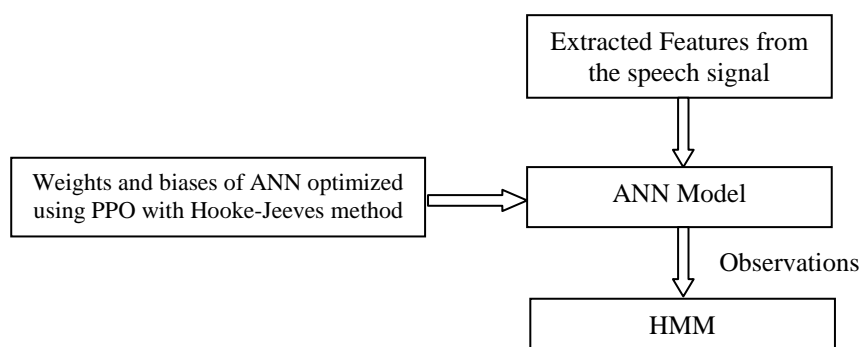 Extracted Features from
the speech signal
Weights and biases of ANN optimized
using PPO with Hooke-Jeeves method
ANN Model
Observations
HMM